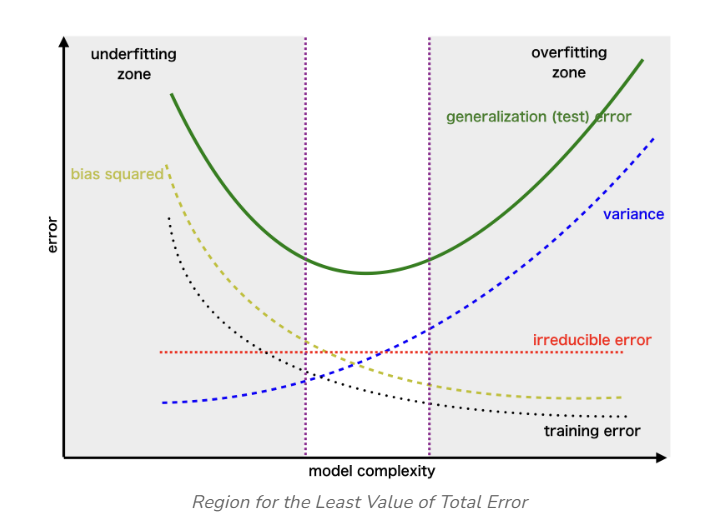 underfitting
zone
overfitting
zone
generalization (test) error
bias squared
variance
error
irreducible error
training error
model complexity
Region for the Least Value of Total Error